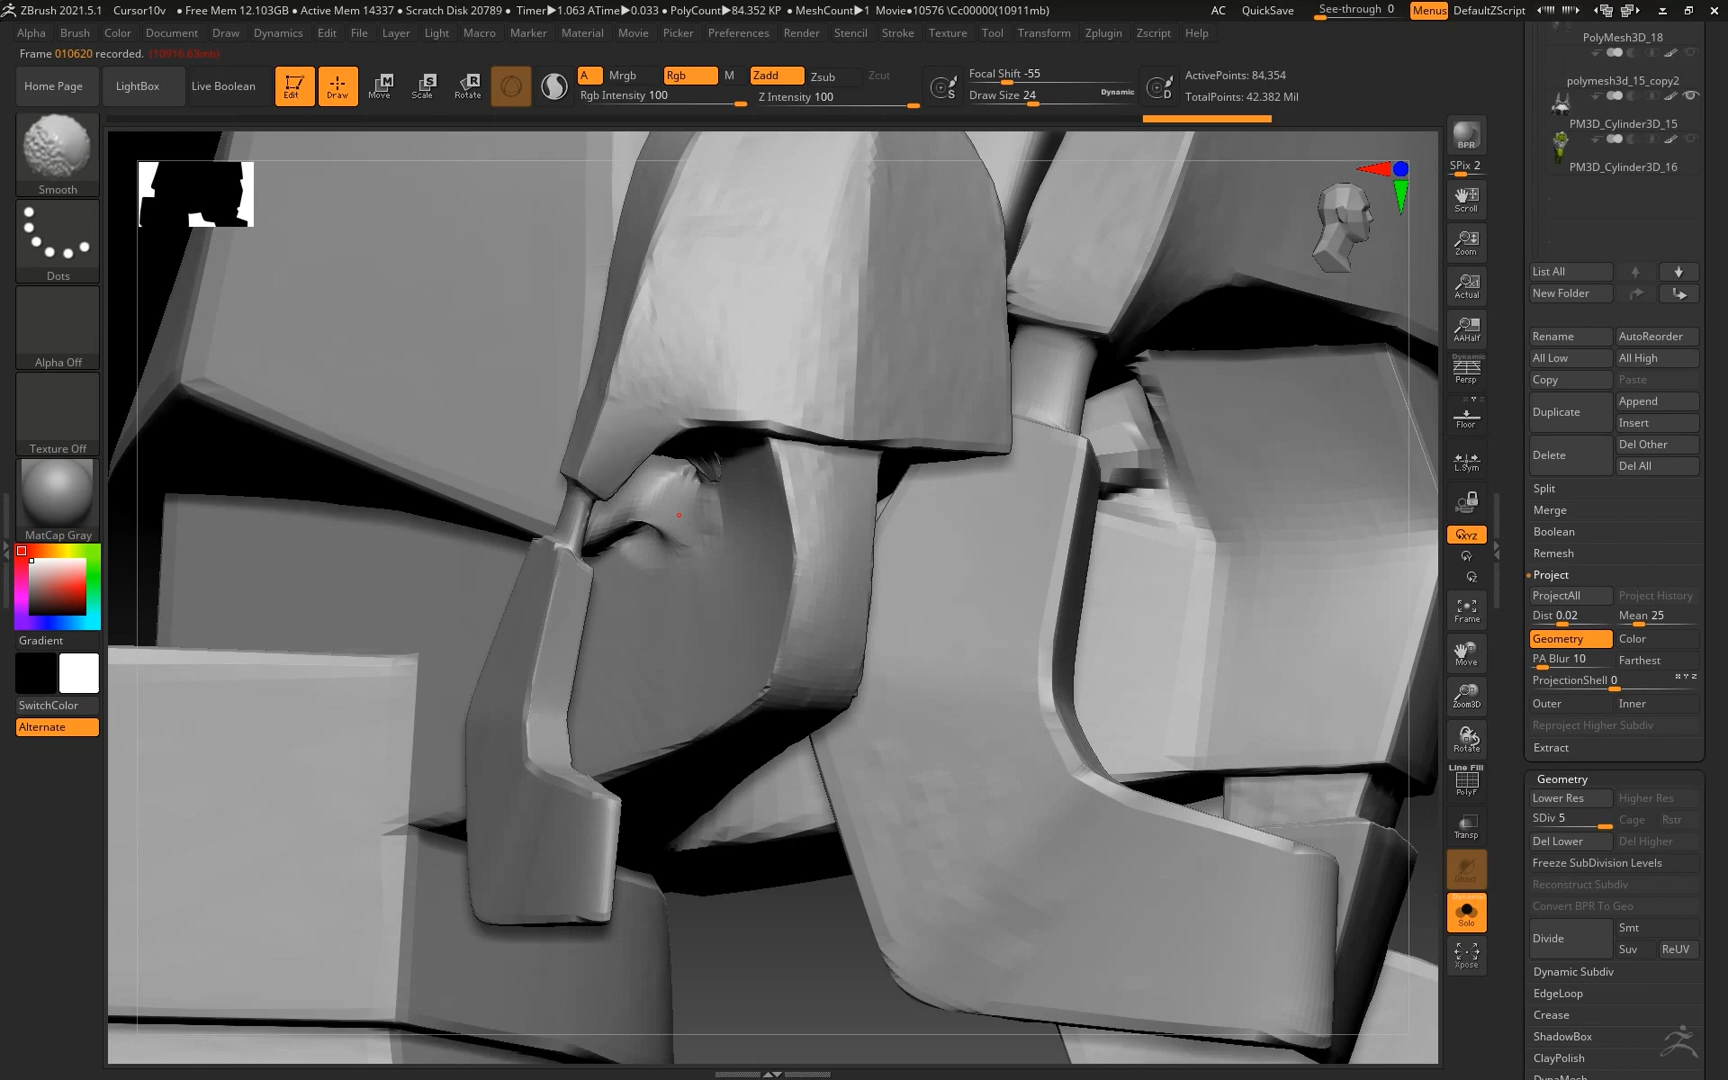 ZBrush 2021.5.1 Cursor10v • Free Mem 12.103GB • Active Mem 14337 • Scratch Disk 20789 • Timer▶1.063 ATime▶0.033 • PolyCount▶84.352 KP • MeshCount▶1 Movie•10576 \Cc00000(10911mb) AC QuickSave See-through 0 Menus DefaultZScript
Alpha Brush Color Document Draw Dynamics Edit File Layer Light Macro Marker Material Movie Picker Preferences Render Stencil Stroke Texture Tool Transform Zplugin Zscript Help
Frame 010620 recorded. (10916.63mb)
Home Page LightBox Live Boolean Edit Draw Move Scale Rotate
A Mrgb Rgb M Zadd Zsub Zcut
Rgb Intensity 100 Z Intensity 100
S Focal Shift -55 D ActivePoints: 84,354
Draw Size 24 Dynamic TotalPoints: 42.382 Mil
Smooth
Dots
Alpha Off
Texture Off
MatCap Gray
Gradient
SwitchColor
Alternate
BPR
SPix 2
Scroll
Zoom
Actual
AAHalf
Dynamic
Persp
Floor
L.Sym
XYZ
Frame
Move
Zoom3D
Rotate
Line Fill
PolyF
Transp
Ghost
Dynamic
Solo
Xpose
PolyMesh3D_18
polymesh3d_15_copy2
PM3D_Cylinder3D_15
PM3D_Cylinder3D_16
List All
New Folder
Rename AutoReorder
All Low All High
Copy Paste
Duplicate Append
Insert
Delete Del Other
Del All
Split
Merge
Boolean
Remesh
Project
ProjectAll Project History
Dist 0.02 Mean 25
Geometry Color
PA Blur 10 Farthest
ProjectionShell 0 X Y Z
Outer Inner
Reproject Higher Subdiv
Extract
Geometry
Lower Res Higher Res
SDiv 5 Cage Rstr
Del Lower Del Higher
Freeze SubDivision Levels
Reconstruct Subdiv
Convert BPR To Geo
Divide Smt
Suv ReUV
Dynamic Subdiv
EdgeLoop
Crease
ShadowBox
ClayPolish
DynaMesh